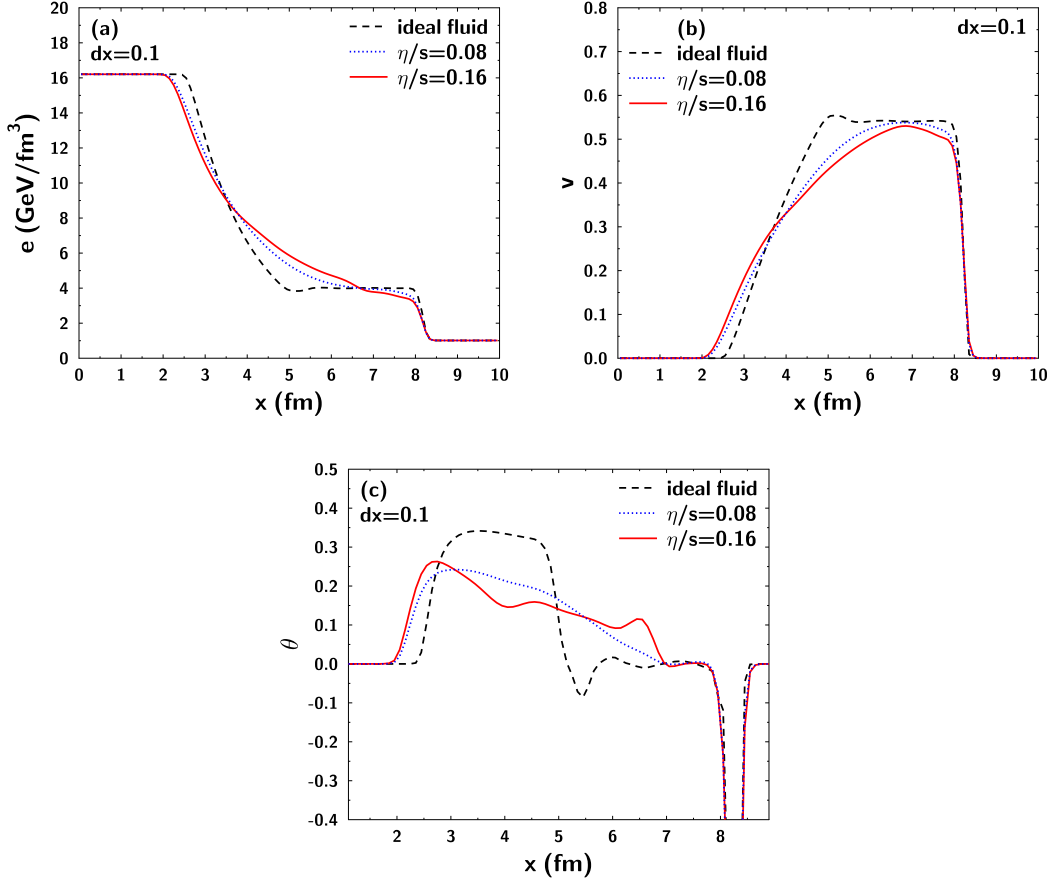 (a)
dx=0.1
ideal fluid
η/s=0.08
η/s=0.16
e (GeV/fm³)
20
18
16
14
12
10
8
6
4
2
0
0 1 2 3 4 5 6 7 8 9 10
x (fm)
(b)
dx=0.1
ideal fluid
η/s=0.08
η/s=0.16
v
0.8
0.7
0.6
0.5
0.4
0.3
0.2
0.1
0.0
0 1 2 3 4 5 6 7 8 9 10
x (fm)
(c)
dx=0.1
ideal fluid
η/s=0.08
η/s=0.16
θ
0.5
0.4
0.3
0.2
0.1
0.0
-0.1
-0.2
-0.3
-0.4
2 3 4 5 6 7 8
x (fm)